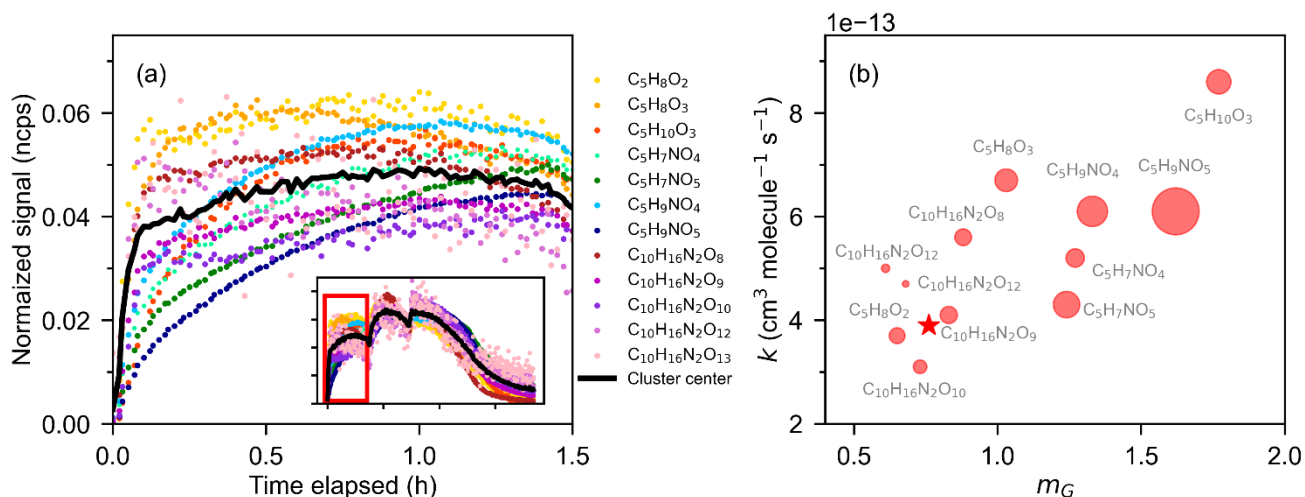 (a)
Normaized signal (ncps)
0.06
0.04
0.02
0.00
0.0
0.5
1.0
1.5
Time elapsed (h)
C₅H₈O₂
C₅H₈O₃
C₅H₁₀O₃
C₅H₇NO₄
C₅H₇NO₅
C₅H₉NO₄
C₅H₉NO₅
C₁₀H₁₆N₂O₈
C₁₀H₁₆N₂O₉
C₁₀H₁₆N₂O₁₀
C₁₀H₁₆N₂O₁₂
C₁₀H₁₆N₂O₁₃
Cluster center
1e−13
(b)
k (cm³ molecule⁻¹ s⁻¹)
8
6
4
2
C₅H₁₀O₃
C₅H₈O₃
C₅H₉NO₄
C₅H₉NO₅
C₁₀H₁₆N₂O₈
C₁₀H₁₆N₂O₁₂
C₁₀H₁₆N₂O₁₂
C₅H₇NO₄
C₅H₈O₂
C₅H₇NO₅
C₁₀H₁₆N₂O₉
C₁₀H₁₆N₂O₁₀
0.5
1.0
1.5
2.0
m_G